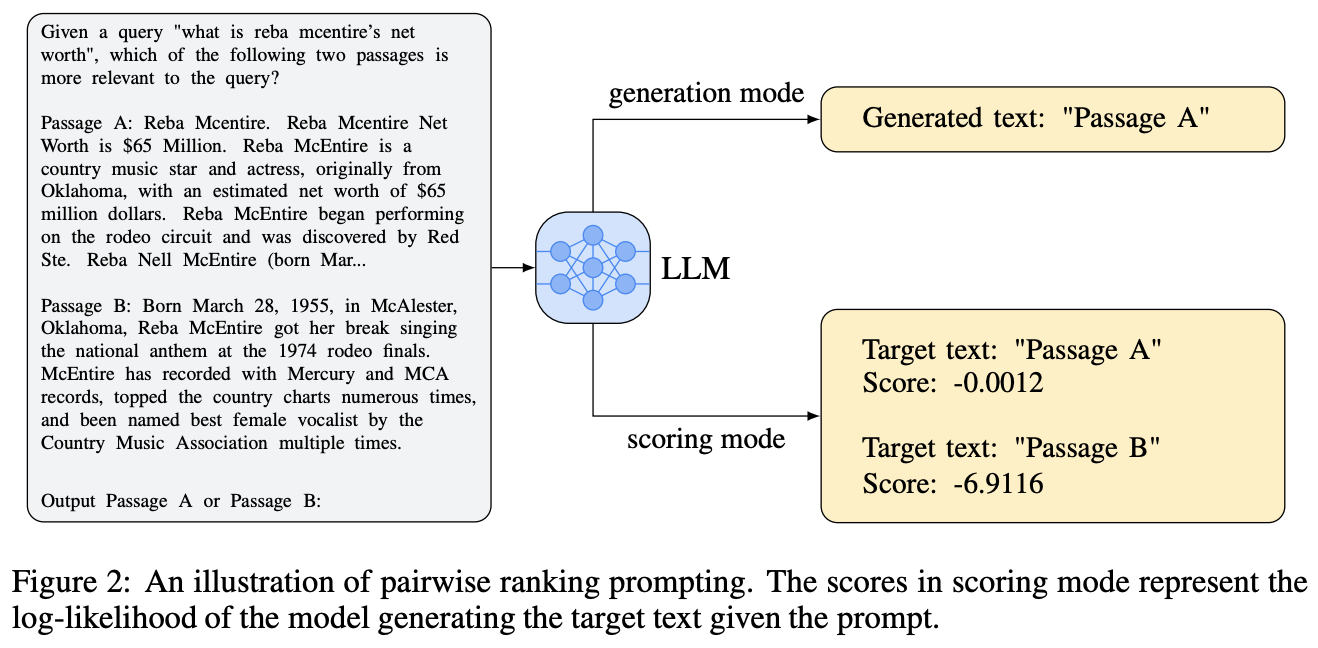 Given a query "what is reba mcentire's net
worth", which of the following two passages is
more relevant to the query?
Passage A: Reba Mcentire. Reba Mcentire Net
Worth is $65 Million. Reba McEntire is a
country music star and actress, originally from
Oklahoma, with an estimated net worth of $65
million dollars. Reba McEntire began performing
on the rodeo circuit and was discovered by Red
Ste. Reba Nell McEntire (born Mar...
Passage B: Born March 28, 1955, in McAlester,
Oklahoma, Reba McEntire got her break singing
the national anthem at the 1974 rodeo finals.
McEntire has recorded with Mercury and MCA
records, topped the country charts numerous times,
and been named best female vocalist by the
Country Music Association multiple times.
Output Passage A or Passage B:
LLM
generation mode
Generated text: "Passage A"
scoring mode
Target text: "Passage A"
Score: -0.0012
Target text: "Passage B"
Score: -6.9116
Figure 2: An illustration of pairwise ranking prompting. The scores in scoring mode represent the
log-likelihood of the model generating the target text given the prompt.